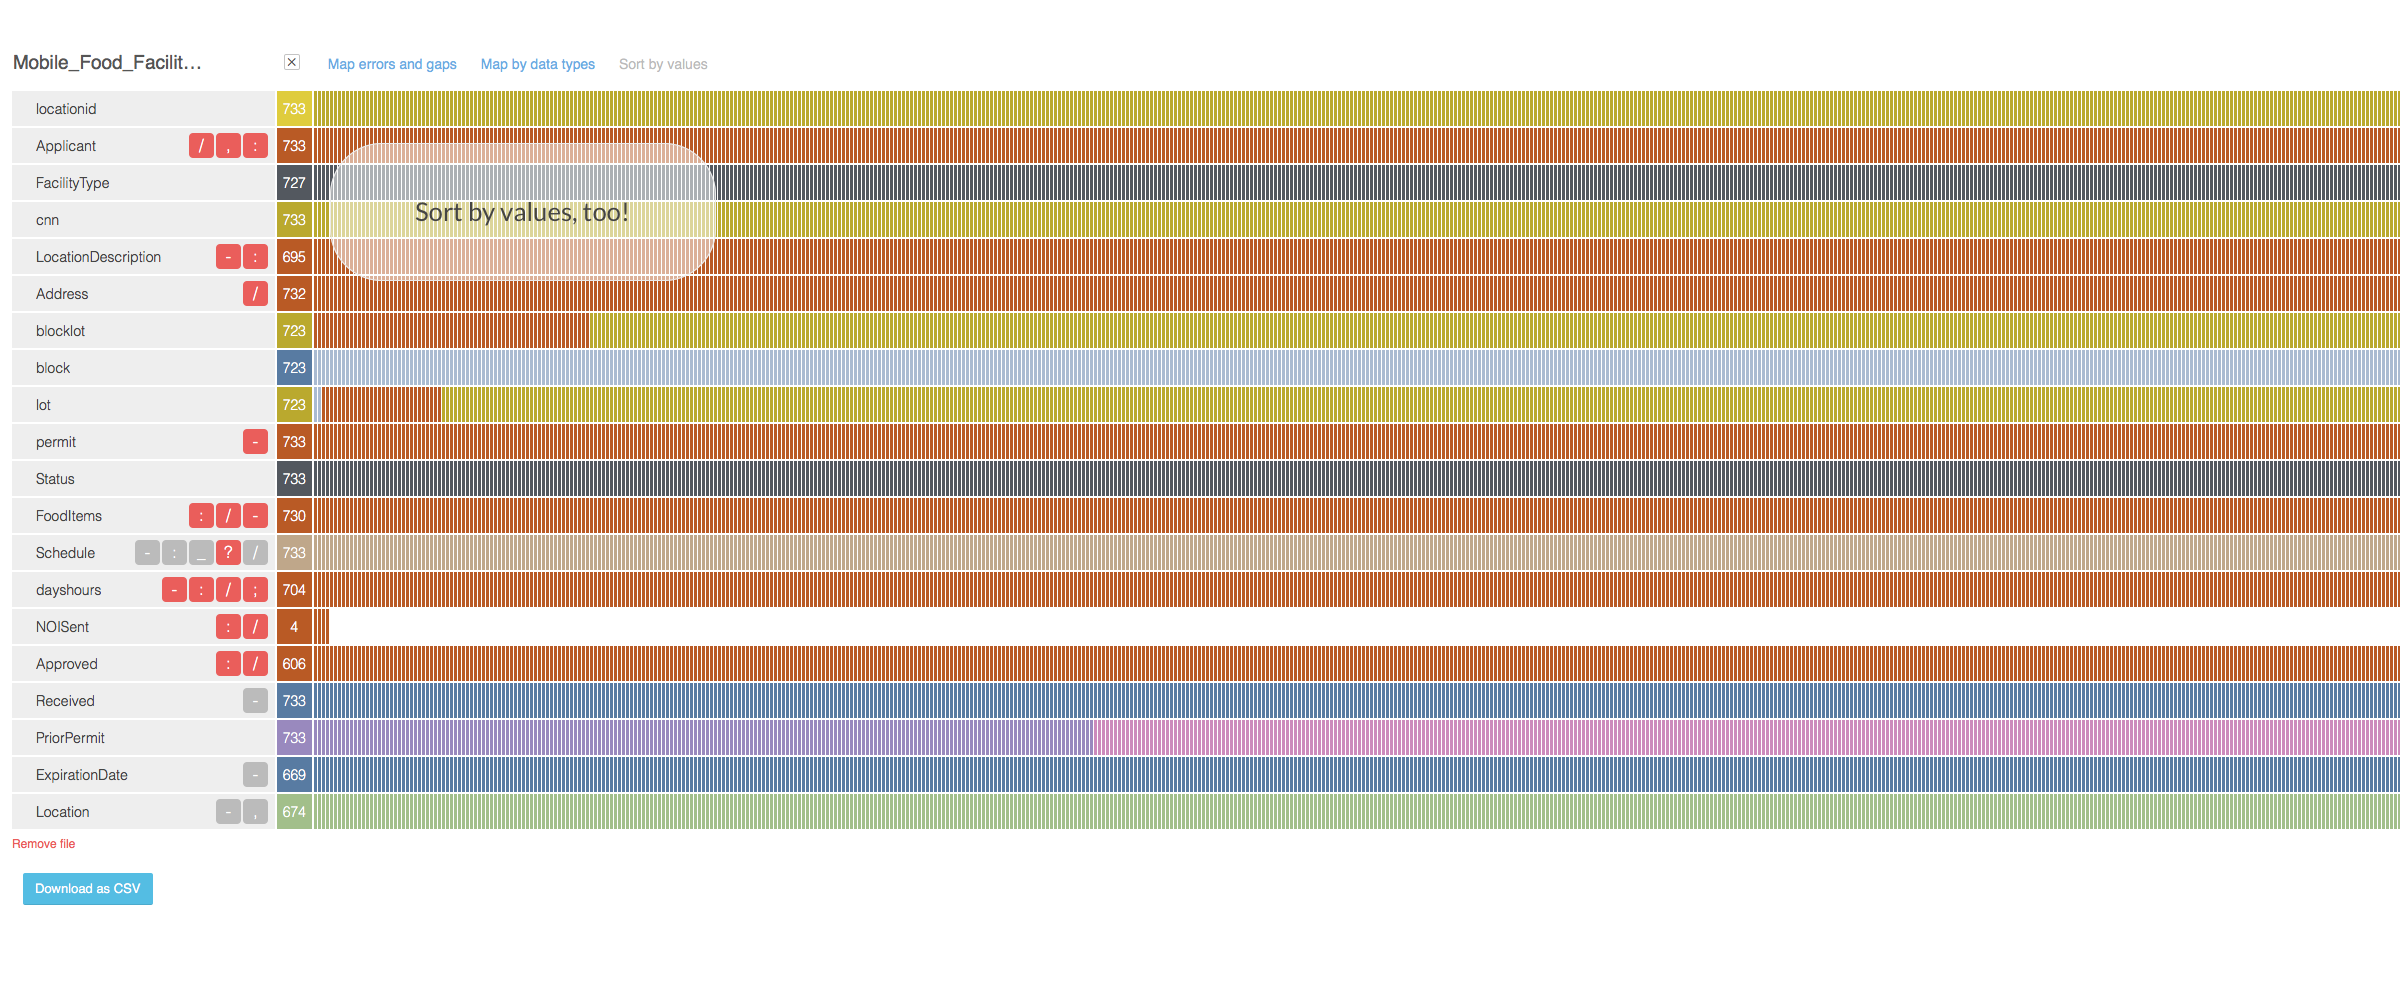 Mobile_Food_Facilit… Map errors and gaps Map by data types Sort by values
locationid 733
Applicant / , : 733
FacilityType 727
Sort by values, too!
cnn 733
LocationDescription - : 695
Address / 732
blocklot 723
block 723
lot 723
permit - 733
Status 733
FoodItems : / - 730
Schedule - : _ ? / 733
dayshours - : / ; 704
NOISent : / 4
Approved : / 606
Received - 733
PriorPermit 733
ExpirationDate - 669
Location - , 674
Remove file
Download as CSV